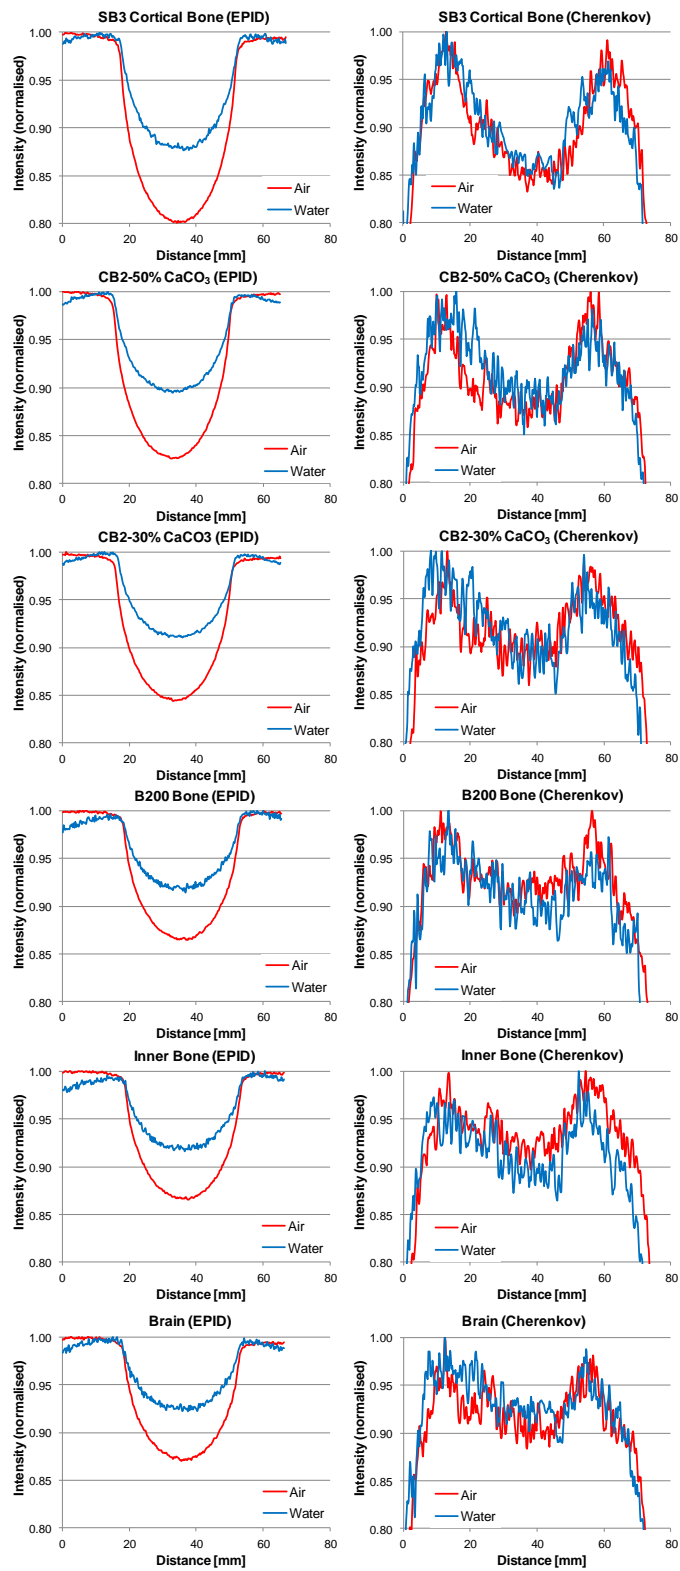 SB3 Cortical Bone (EPID)
1.00
0.95
0.90
0.85
0.80
Intensity (normalised)
Air
Water
0 20 40 60 80
Distance [mm]
SB3 Cortical Bone (Cherenkov)
1.00
0.95
0.90
0.85
0.80
Intensity (normalised)
Air
Water
0 20 40 60 80
Distance [mm]
CB2-50% CaCO₃ (EPID)
1.00
0.95
0.90
0.85
0.80
Intensity (normalised)
Air
Water
0 20 40 60 80
Distance [mm]
CB2-50% CaCO₃ (Cherenkov)
1.00
0.95
0.90
0.85
0.80
Intensity (normalised)
Air
Water
0 20 40 60 80
Distance [mm]
CB2-30% CaCO3 (EPID)
1.00
0.95
0.90
0.85
0.80
Intensity (normalised)
Air
Water
0 20 40 60 80
Distance [mm]
CB2-30% CaCO₃ (Cherenkov)
1.00
0.95
0.90
0.85
0.80
Intensity (normalised)
Air
Water
0 20 40 60 80
Distance [mm]
B200 Bone (EPID)
1.00
0.95
0.90
0.85
0.80
Intensity (normalised)
Air
Water
0 20 40 60 80
Distance [mm]
B200 Bone (Cherenkov)
1.00
0.95
0.90
0.85
0.80
Intensity (normalised)
Air
Water
0 20 40 60 80
Distance [mm]
Inner Bone (EPID)
1.00
0.95
0.90
0.85
0.80
Intensity (normalised)
Air
Water
0 20 40 60 80
Distance [mm]
Inner Bone (Cherenkov)
1.00
0.95
0.90
0.85
0.80
Intensity (normalised)
Air
Water
0 20 40 60 80
Distance [mm]
Brain (EPID)
1.00
0.95
0.90
0.85
0.80
Intensity (normalised)
Air
Water
0 20 40 60 80
Distance [mm]
Brain (Cherenkov)
1.00
0.95
0.90
0.85
0.80
Intensity (normalised)
Air
Water
0 20 40 60 80
Distance [mm]